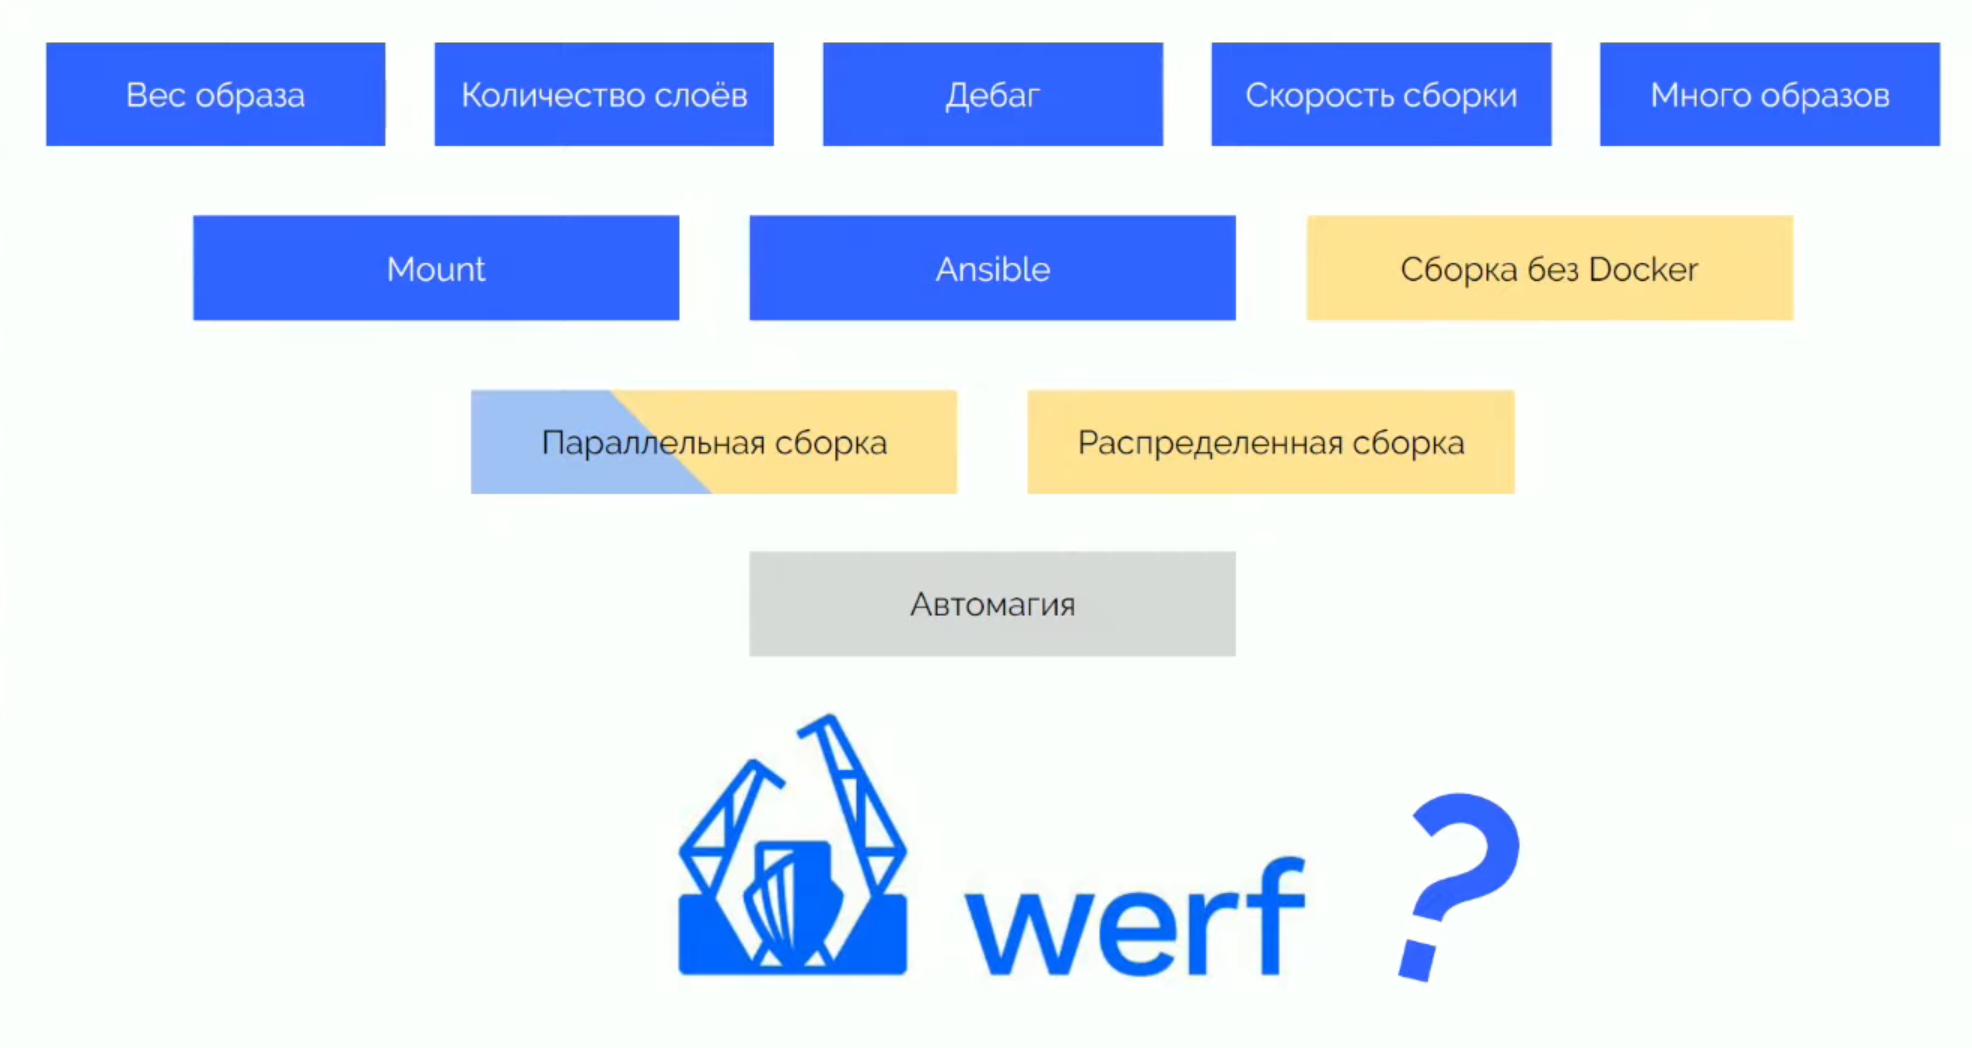 Вес образа
Количество слоёв
Дебаг
Скорость сборки
Много образов
Mount
Ansible
Сборка без Docker
Параллельная сборка
Распределенная сборка
Автомагия
werf ?